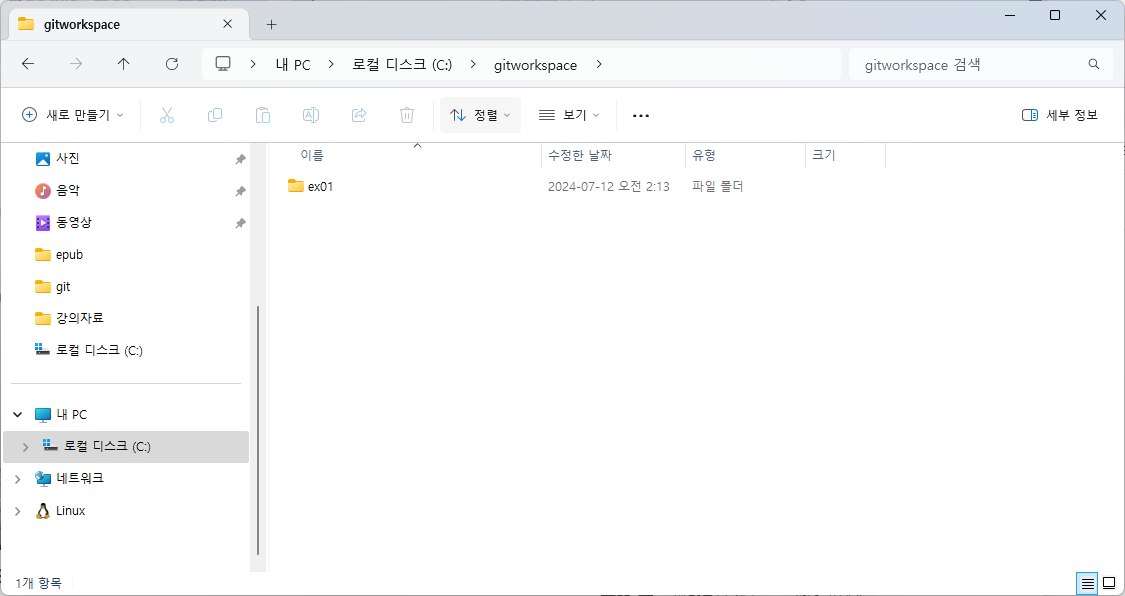 gitworkspace
내 PC
로컬 디스크 (C:)
gitworkspace
gitworkspace 검색
새로 만들기
정렬
보기
세부 정보
이름 수정한 날짜 유형 크기
ex01 2024-07-12 오전 2:13 파일 폴더
사진
음악
동영상
epub
git
강의자료
로컬 디스크 (C:)
내 PC
로컬 디스크 (C:)
네트워크
Linux
1개 항목